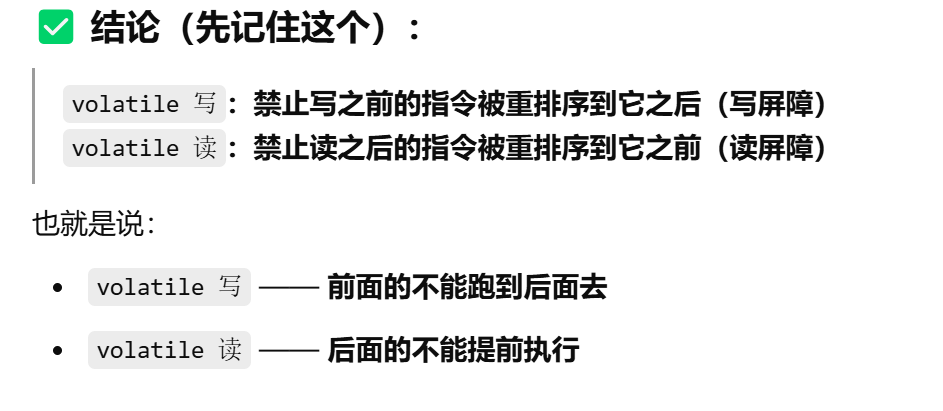 ✅ 结论（先记住这个）：
volatile 写：禁止写之前的指令被重排序到它之后（写屏障）
volatile 读：禁止读之后的指令被重排序到它之前（读屏障）
也就是说：
• volatile 写 —— 前面的不能跑到后面去
• volatile 读 —— 后面的不能提前执行